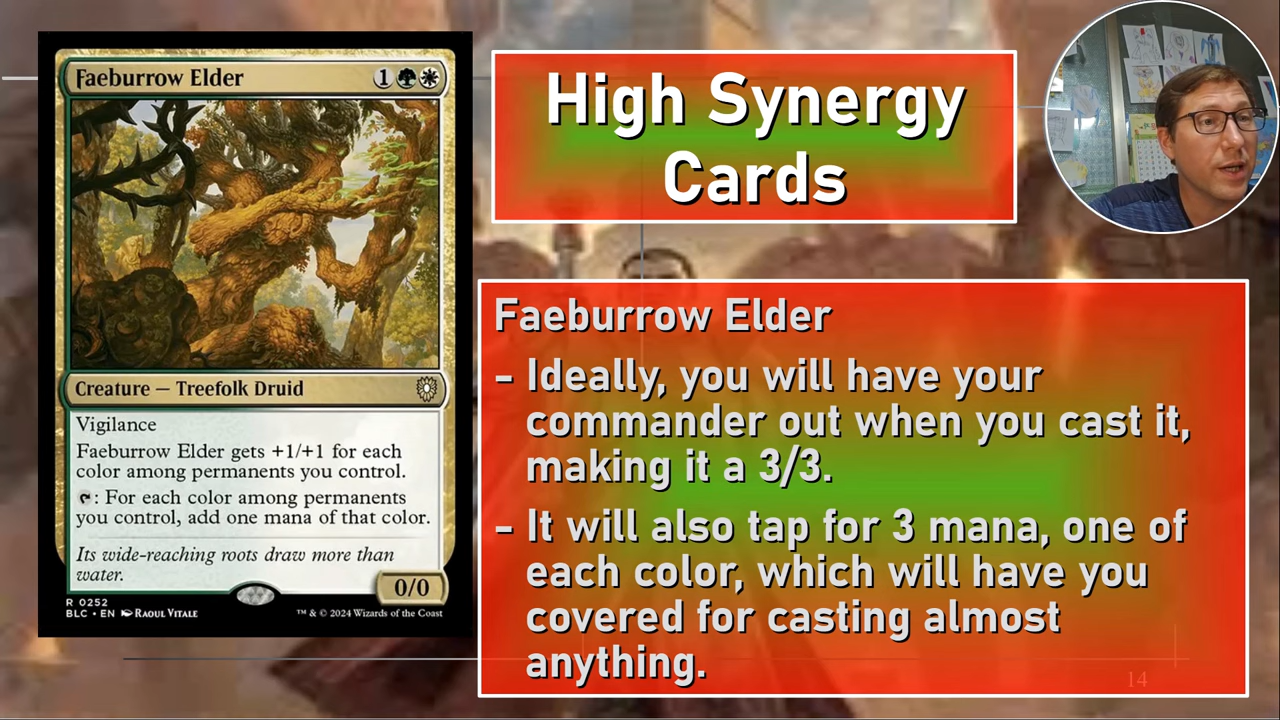 Faeburrow Elder
1
High Synergy
Cards
Creature — Treefolk Druid
Vigilance
Faeburrow Elder gets +1/+1 for each
color among permanents you control.
: For each color among permanents
you control, add one mana of that color.
Its wide-reaching roots draw more than
water.
0/0
R 0252
BLC • EN Raoul Vitale
™ & © 2024 Wizards of the Coast
Faeburrow Elder
- Ideally, you will have your
commander out when you cast it,
making it a 3/3.
- It will also tap for 3 mana, one of
each color, which will have you
covered for casting almost
anything.
14